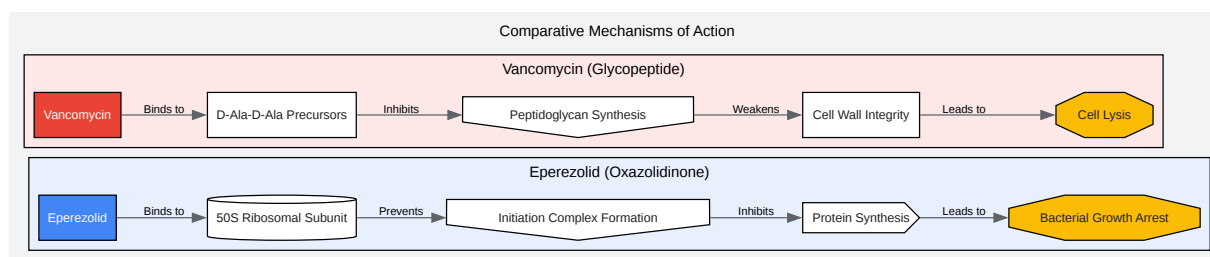 Comparative Mechanisms of Action
Vancomycin (Glycopeptide)
Vancomycin
Binds to
D-Ala-D-Ala Precursors
Inhibits
Peptidoglycan Synthesis
Weakens
Cell Wall Integrity
Leads to
Cell Lysis
Eperezolid (Oxazolidinone)
Eperezolid
Binds to
50S Ribosomal Subunit
Prevents
Initiation Complex Formation
Inhibits
Protein Synthesis
Leads to
Bacterial Growth Arrest